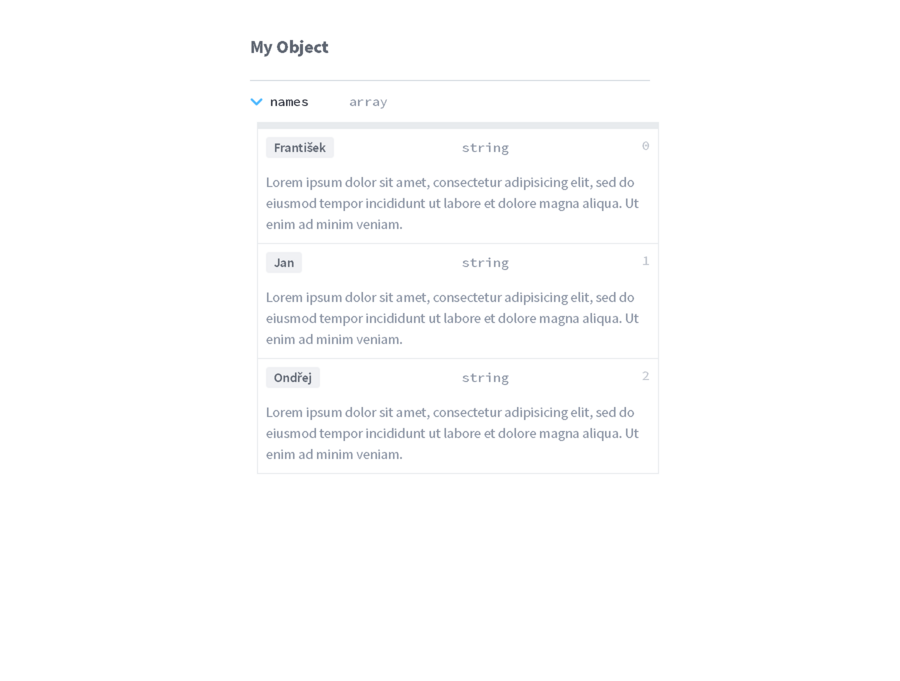 My Object
names array
František string 0
Lorem ipsum dolor sit amet, consectetur adipisicing elit, sed do
eiusmod tempor incididunt ut labore et dolore magna aliqua. Ut
enim ad minim veniam.
Jan string 1
Lorem ipsum dolor sit amet, consectetur adipisicing elit, sed do
eiusmod tempor incididunt ut labore et dolore magna aliqua. Ut
enim ad minim veniam.
Ondřej string 2
Lorem ipsum dolor sit amet, consectetur adipisicing elit, sed do
eiusmod tempor incididunt ut labore et dolore magna aliqua. Ut
enim ad minim veniam.